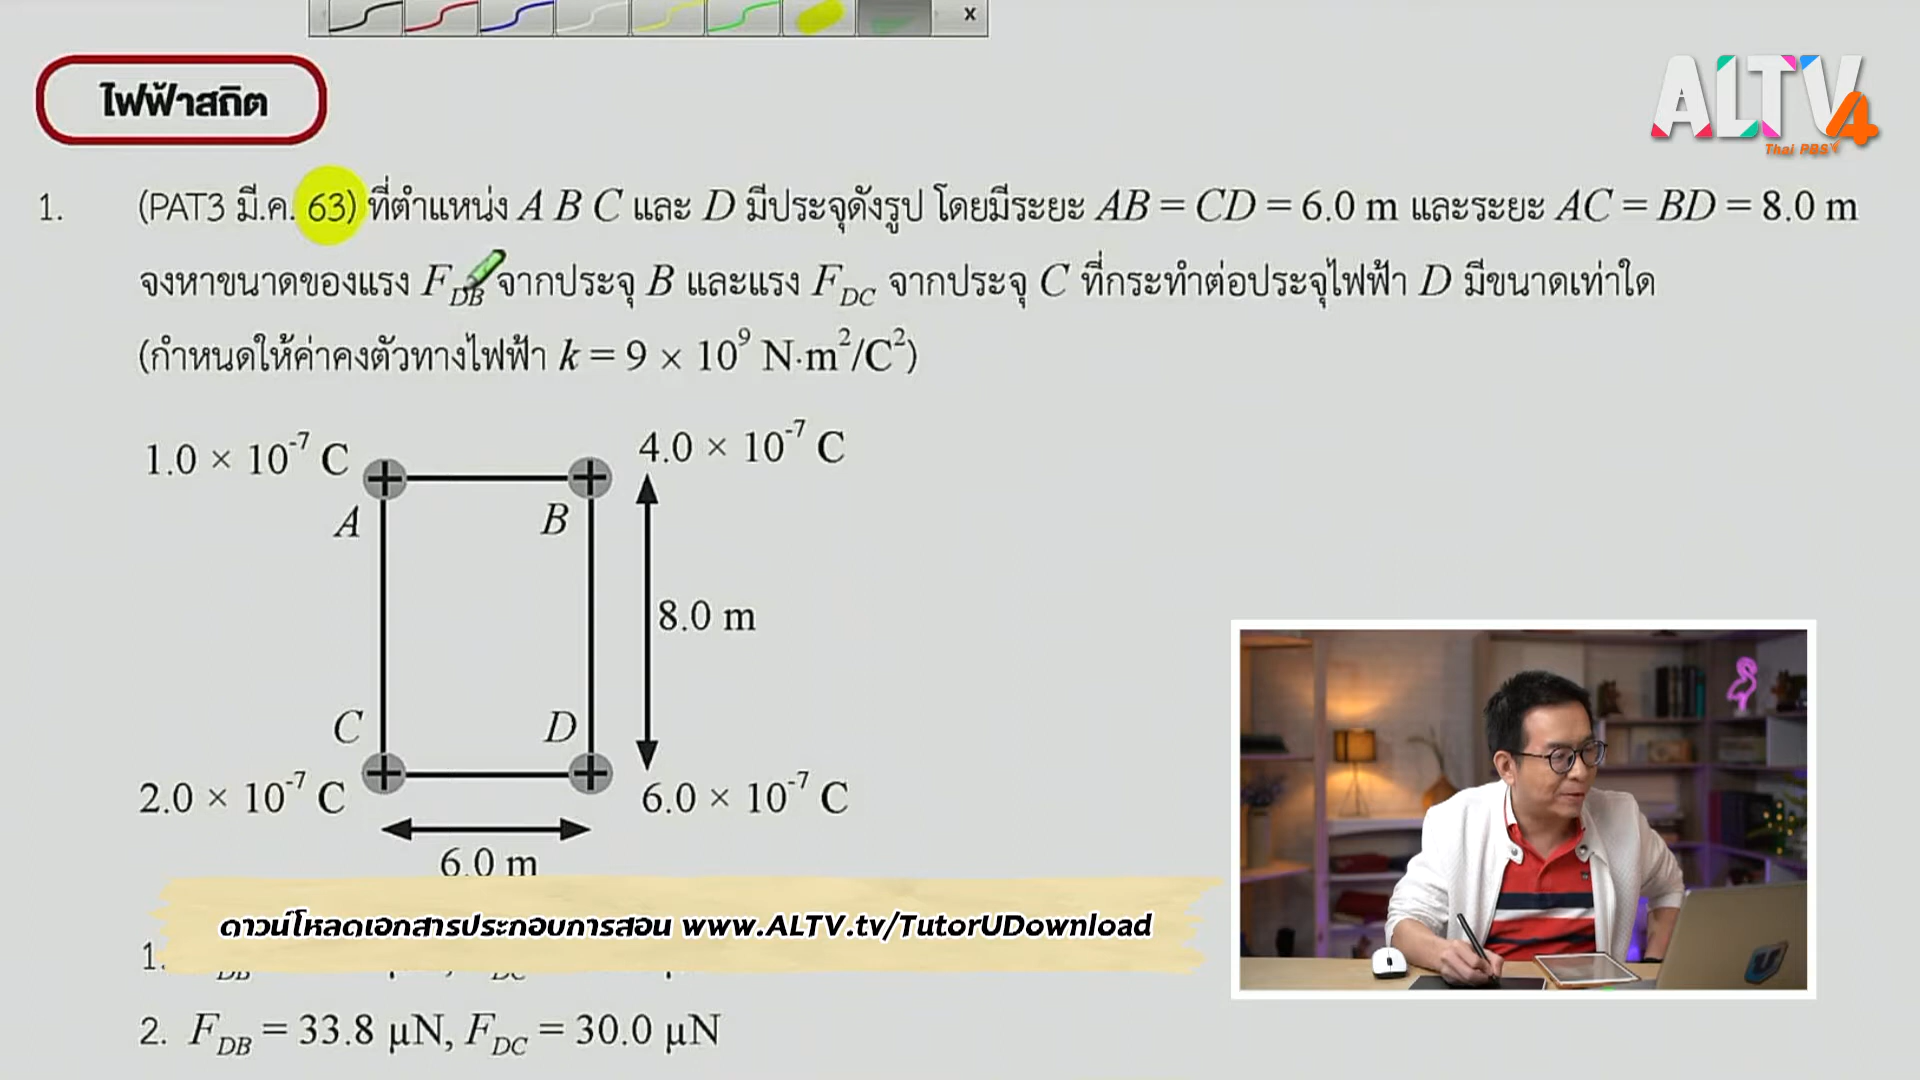 x
ไฟฟ้าสถิต
ALTV4
Thai PBS
1. (PAT3 มี.ค. 63) ที่ตำแหน่ง A B C และ D มีประจุดังรูป โดยมีระยะ AB = CD = 6.0 m และระยะ AC = BD = 8.0 m
จงหาขนาดของแรง F_DB จากประจุ B และแรง F_DC จากประจุ C ที่กระทำต่อประจุไฟฟ้า D มีขนาดเท่าใด
(กำหนดให้ค่าคงตัวทางไฟฟ้า k = 9 × 10⁹ N·m²/C²)
1.0 × 10⁻⁷ C
4.0 × 10⁻⁷ C
A
B
8.0 m
C
D
2.0 × 10⁻⁷ C
6.0 × 10⁻⁷ C
6.0 m
ดาวน์โหลดเอกสารประกอบการสอน www.ALTV.tv/TutorUDownload
1.
2. F_DB = 33.8 μN, F_DC = 30.0 μN